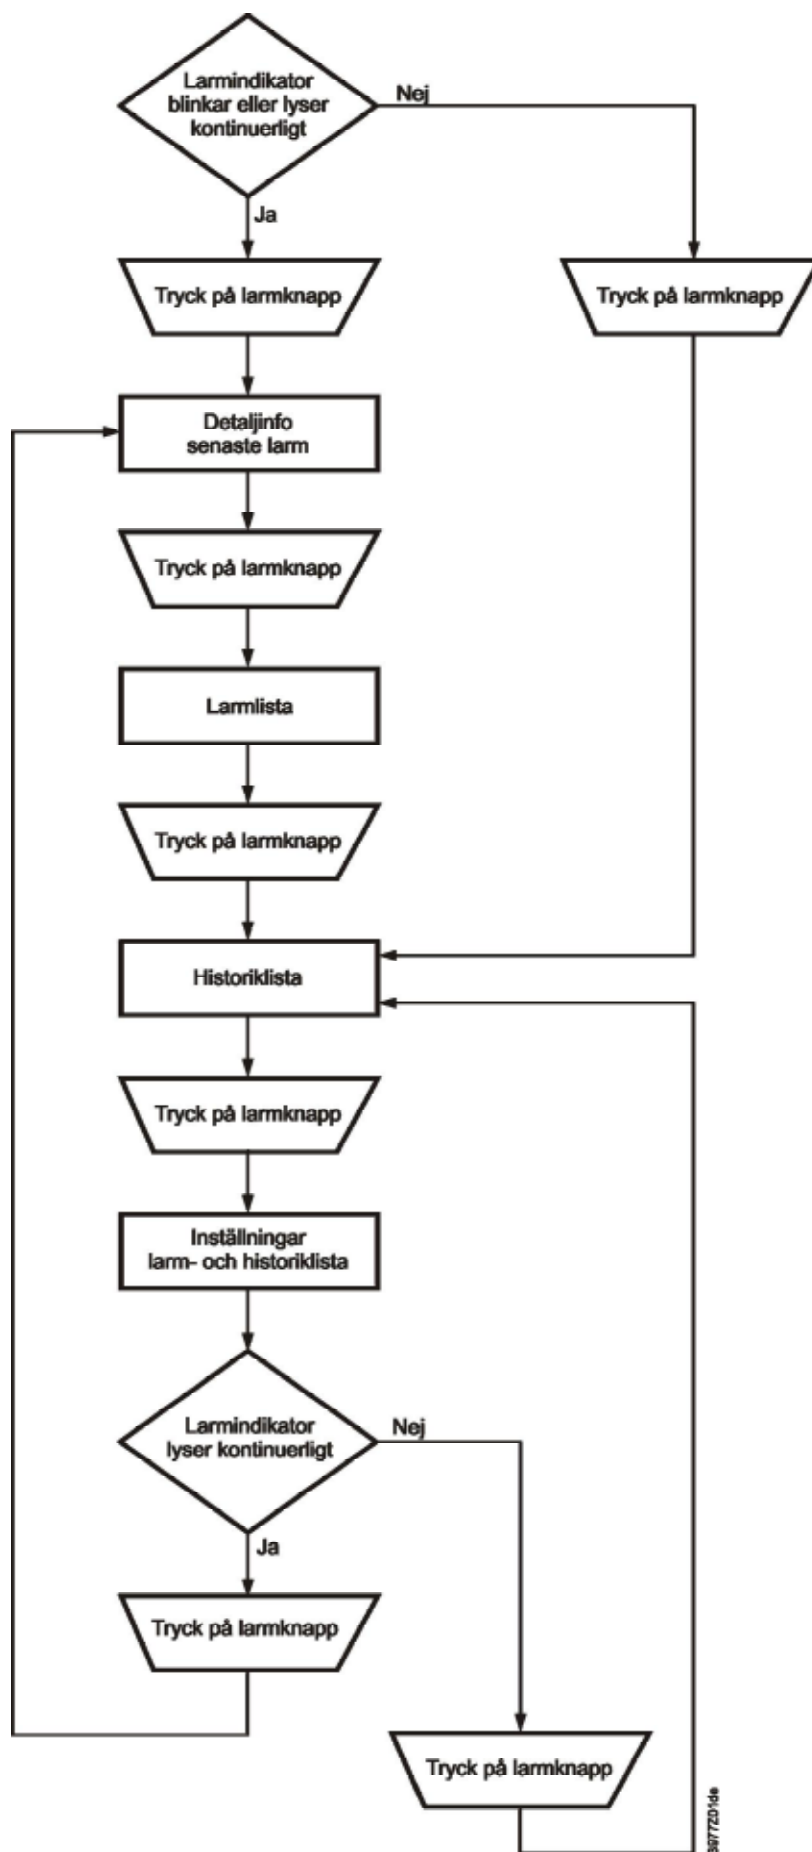 Larmindikator
blinkar eller lyser
kontinuerligt
Nej
Ja
Tryck på larmknapp
Tryck på larmknapp
Detaljinfo
senaste larm
Tryck på larmknapp
Larmlista
Tryck på larmknapp
Historiklista
Tryck på larmknapp
Inställningar
larm- och historiklista
Larmindikator
lyser kontinuerligt
Nej
Ja
Tryck på larmknapp
Tryck på larmknapp